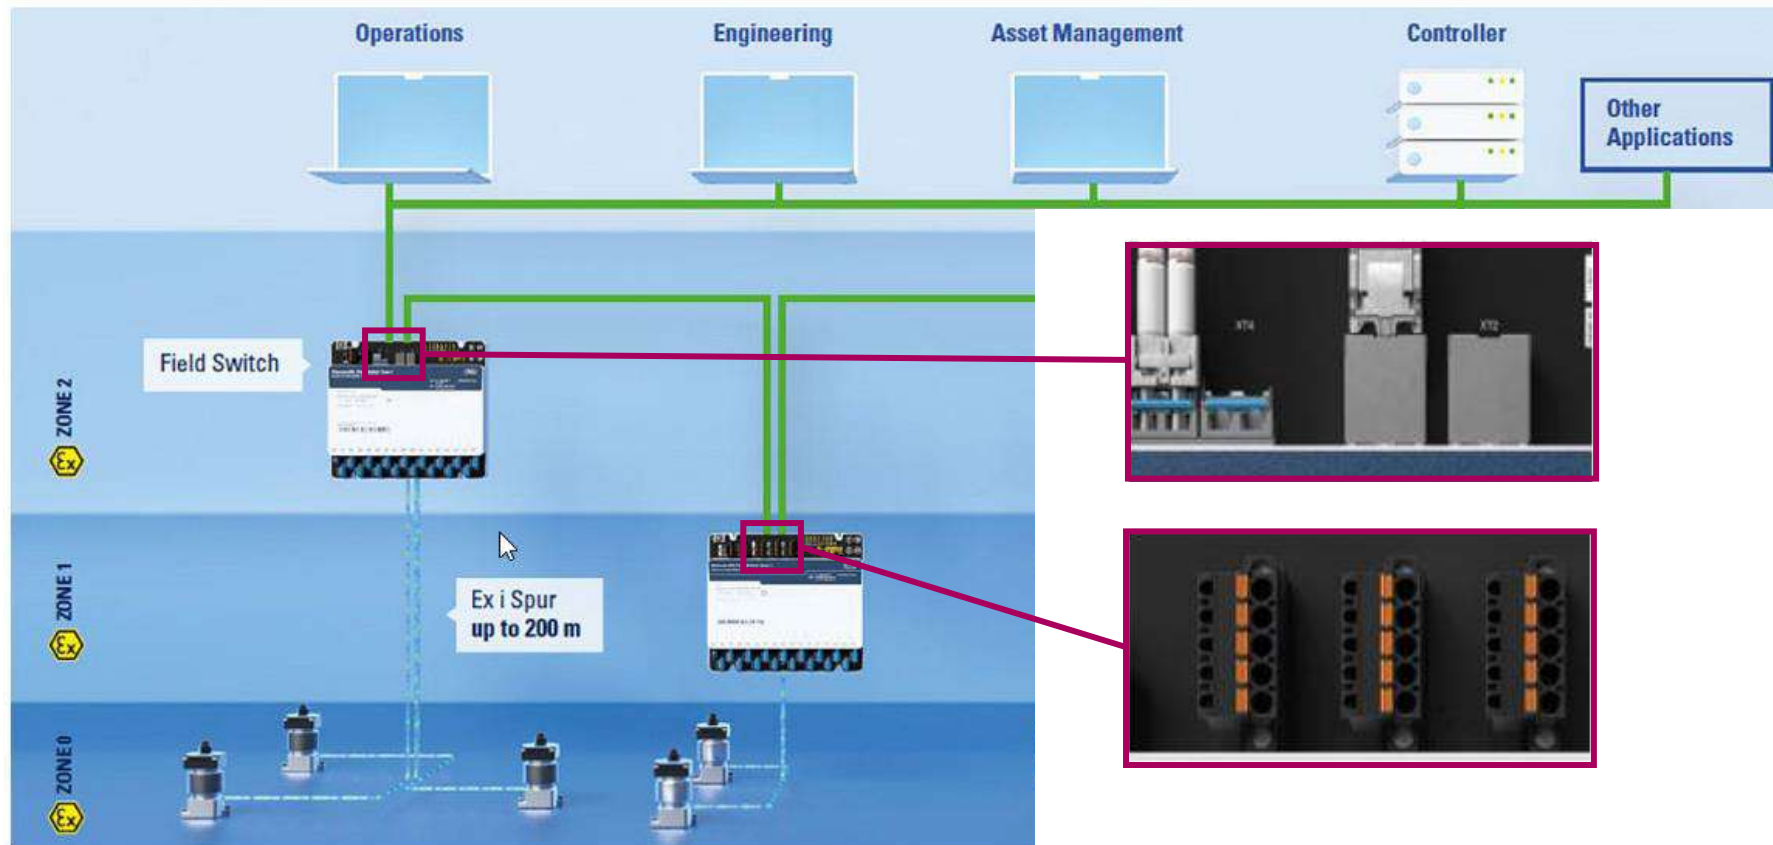 Operations
Engineering
Asset Management
Controller
Other
Applications
XT4
XT2
Field Switch
ZONE 2
Ex
Ex i Spur
up to 200 m
ZONE 1
Ex
ZONE 0
Ex